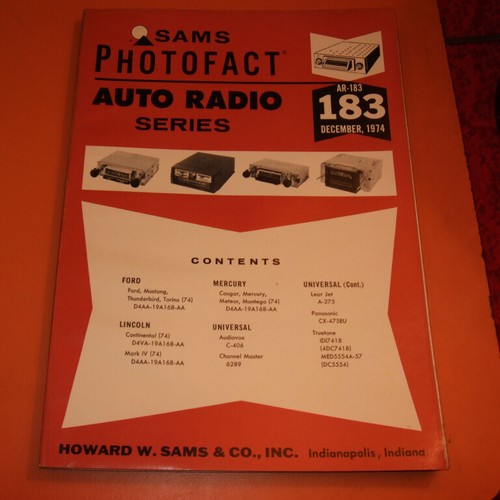 SAMS
PHOTOFACT®
AUTO RADIO
SERIES
AR-183
183
DECEMBER, 1974
CONTENTS
FORD
Ford, Mustang,
Thunderbird, Torino (74)
D4AA-19A168-AA
LINCOLN
Continental (74)
D4VA-19A168-AA
Mark IV (74)
D4AA-19A168-AA
MERCURY
Cougar, Mercury,
Meteor, Montego (74)
D4AA-19A168-AA
UNIVERSAL
Audiovox
C-406
Channel Master
6289
UNIVERSAL (Cont.)
Lear Jet
A-275
Panasonic
CX-475EU
Truetone
IDI7418
(4DC7418)
MED5554A-57
(DC5554)
HOWARD W. SAMS & CO., INC. Indianapolis, Indiana